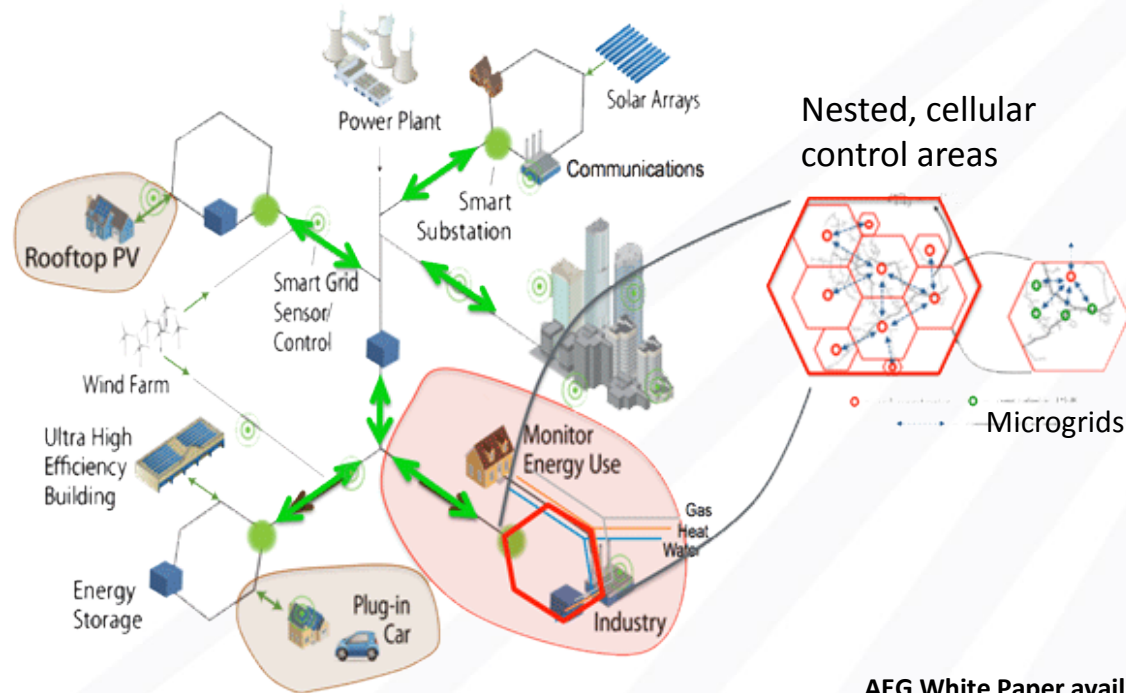 Power Plant
Solar Arrays
Communications
Smart
Substation
Rooftop PV
Smart Grid
Sensor/
Control
Wind Farm
Ultra High
Efficiency
Building
Energy
Storage
Plug-in
Car
Monitor
Energy Use
Gas
Heat
Water
Industry
Nested, cellular
control areas
Microgrids
AEG White Paper